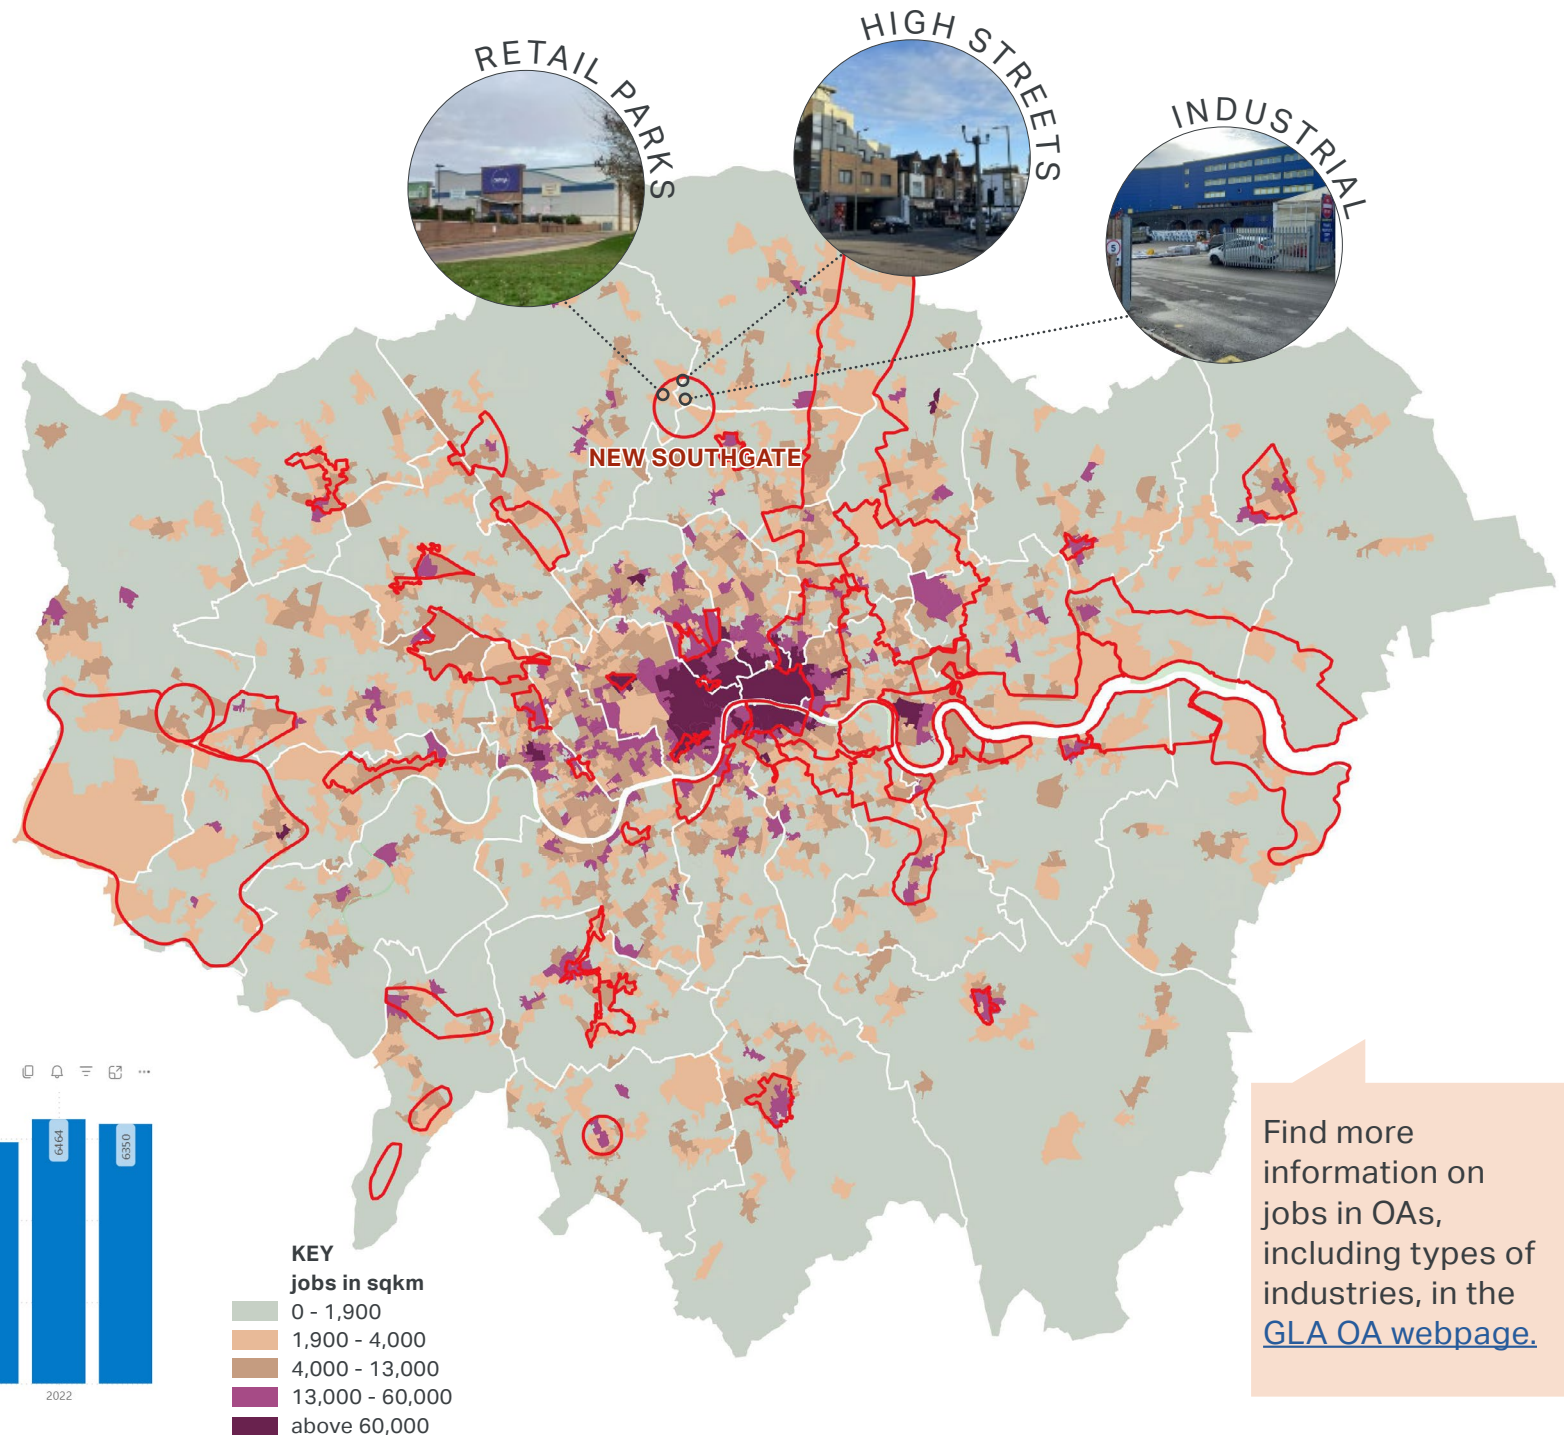 RETAIL PARKS
HIGH STREETS
INDUSTRIAL
5
NEW SOUTHGATE
6464
6350
2022
KEY
jobs in sqkm
0 - 1,900
1,900 - 4,000
4,000 - 13,000
13,000 - 60,000
above 60,000
Find more
information on
jobs in OAs,
including types of
industries, in the
GLA OA webpage.